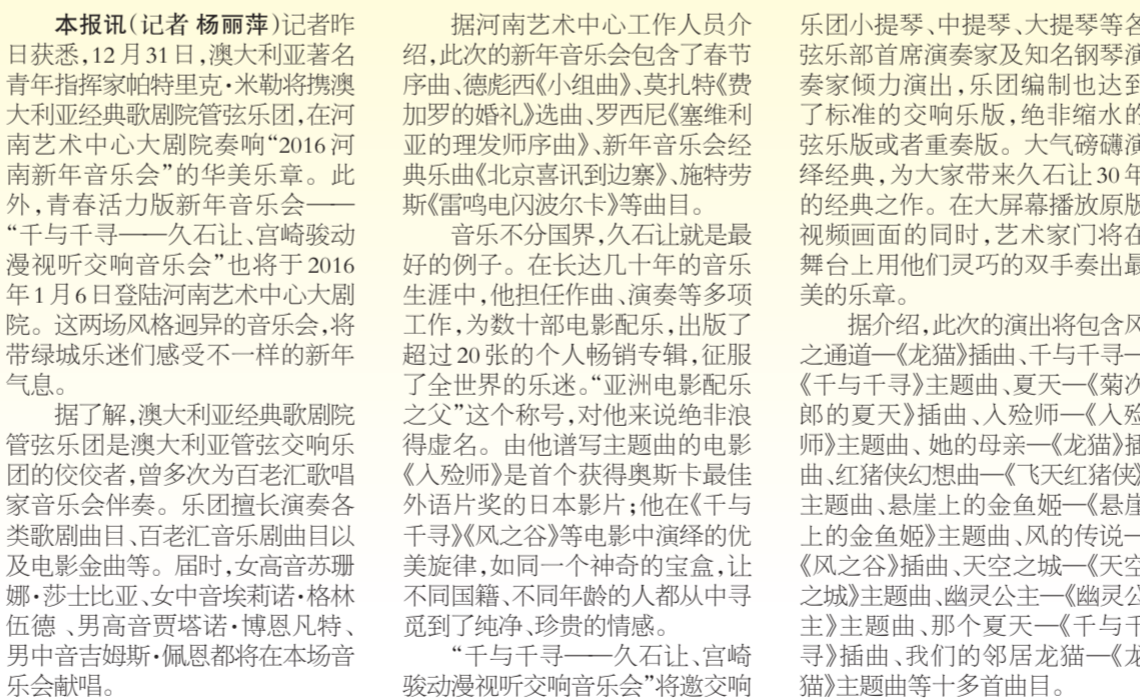 本报讯(记者 杨丽萍)记者昨
日获悉,12月31日,澳大利亚著名
青年指挥家帕特里克·米勒将携澳
大利亚经典歌剧院管弦乐团,在河
南艺术中心大剧院奏响“2016河
南新年音乐会”的华美乐章。此
外,青春活力版新年音乐会——
“千与千寻——久石让、宫崎骏动
漫视听交响音乐会”也将于2016
年1月6日登陆河南艺术中心大剧
院。这两场风格迥异的音乐会,将
带绿城乐迷们感受不一样的新年
气息。
据了解,澳大利亚经典歌剧院
管弦乐团是澳大利亚管弦交响乐
团的佼佼者,曾多次为百老汇歌唱
家音乐会伴奏。乐团擅长演奏各
类歌剧曲目、百老汇音乐剧曲目以
及电影金曲等。届时,女高音苏珊
娜·莎士比亚、女中音埃莉诺·格林
伍德 、男高音贾塔诺·博恩凡特、
男中音吉姆斯·佩恩都将在本场音
乐会献唱。
据河南艺术中心工作人员介
绍,此次的新年音乐会包含了春节
序曲、德彪西《小组曲》、莫扎特《费
加罗的婚礼》选曲、罗西尼《塞维利
亚的理发师序曲》、新年音乐会经
典乐曲《北京喜讯到边寨》、施特劳
斯《雷鸣电闪波尔卡》等曲目。
音乐不分国界,久石让就是最
好的例子。在长达几十年的音乐
生涯中,他担任作曲、演奏等多项
工作,为数十部电影配乐,出版了
超过20张的个人畅销专辑,征服
了全世界的乐迷。“亚洲电影配乐
之父”这个称号,对他来说绝非浪
得虚名。由他谱写主题曲的电影
《入殓师》是首个获得奥斯卡最佳
外语片奖的日本影片;他在《千与
千寻》《风之谷》等电影中演绎的优
美旋律,如同一个神奇的宝盒,让
不同国籍、不同年龄的人都从中寻
觅到了纯净、珍贵的情感。
“千与千寻——久石让、宫崎
骏动漫视听交响音乐会”将邀交响
乐团小提琴、中提琴、大提琴等各
弦乐部首席演奏家及知名钢琴演
奏家倾力演出,乐团编制也达到
了标准的交响乐版,绝非缩水的
弦乐版或者重奏版。大气磅礴演
绎经典,为大家带来久石让30年
的经典之作。在大屏幕播放原版
视频画面的同时,艺术家门将在
舞台上用他们灵巧的双手奏出最
美的乐章。
据介绍,此次的演出将包含风
之通道—《龙猫》插曲、千与千寻—
《千与千寻》主题曲、夏天—《菊次
郎的夏天》插曲、入殓师—《入殓
师》主题曲、她的母亲—《龙猫》插
曲、红猪侠幻想曲—《飞天红猪侠》
主题曲、悬崖上的金鱼姬—《悬崖
上的金鱼姬》主题曲、风的传说—
《风之谷》插曲、天空之城—《天空
之城》主题曲、幽灵公主—《幽灵公
主》主题曲、那个夏天—《千与千
寻》插曲、我们的邻居龙猫—《龙
猫》主题曲等十多首曲目。